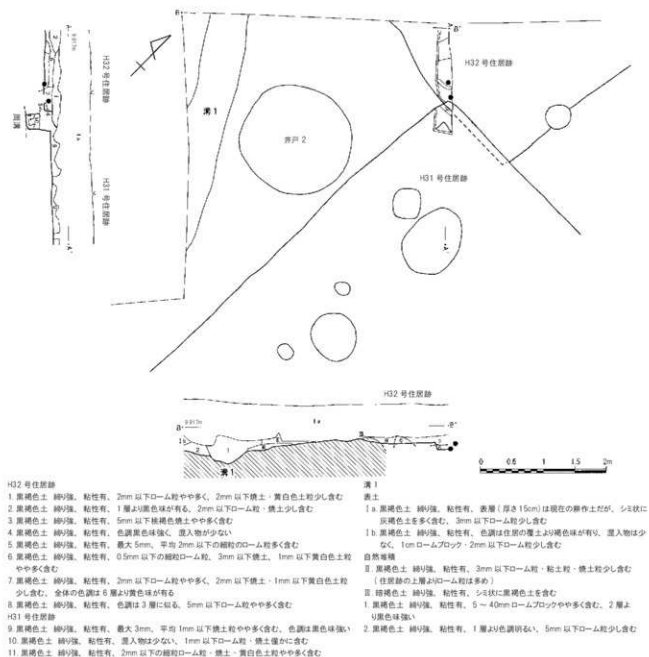 B
A
B'
A
9.917m
H32 号住居跡
H32 号住居跡
周溝
溝 1
井戸 2
Ⅰa
H31 号住居跡
H31 号住居跡
A'
A'
H32 号住居跡
Ⅰa
B
9.917m
B'
Ⅰb
Ⅱ
2
1
溝 1
0 0.5 1 1.5 2m
H32 号住居跡
1. 黒褐色土 締り強、 粘性有、 2mm 以下ローム粒やや多く、 2mm 以下焼土・黄白色土粒少し含む
2. 黒褐色土 締り強、 粘性有、 1 層より黒色味が有る、 2mm 以下ローム粒・焼土少し含む
3. 黒褐色土 締り強、 粘性有、 5mm 以下橙褐色焼土やや多く含む
4. 黒褐色土 締り強、 粘性有、 色調黒色味強く、 混入物が少ない
5. 黒褐色土 締り強、 粘性有、 最大 5mm、 平均 2mm 以下の細粒のローム粒多く含む
6. 黒褐色土 締り強、 粘性有、 0.5mm 以下の細粒ローム粒、 3mm 以下焼土、 1mm 以下黄白色土粒
やや多く含む
7. 黒褐色土 締り強、 粘性有、 2mm 以下ローム粒やや多く、 2mm 以下焼土・1mm 以下黄白色土粒
少し含む、 全体の色調は 6 層より黄色味が有る
8. 黒褐色土 締り強、 粘性有、 色調は 3 層に似る、 5mm 以下ローム粒やや多く含む
H31 号住居跡
9. 黒褐色土 締り強、 粘性有、 最大 3mm、 平均 1mm 以下焼土粒やや多く含む、 色調は黒色味強い
10. 黒褐色土 締り強、 粘性有、 混入物は少ない、 1mm 以下ローム粒・焼土僅かに含む
11. 黒褐色土 締り強、 粘性有、 2mm 以下の細粒ローム粒・焼土・黄白色土粒やや多く含む
溝 1
表土
Ⅰa. 黒褐色土 締り強、 粘性有、 表層 ( 厚さ 15cm) は現在の耕作土だが、 シミ状に
灰褐色土を多く含む、 3mm 以下ローム粒少し含む
Ⅰb. 黒褐色土 締り強、 粘性有、 色調は住居の覆土より褐色味が有り、 混入物は少
なく、 1cm ロームブロック・2mm 以下ローム粒少し含む
自然堆積
Ⅱ. 黒褐色土 締り強、 粘性有、 3mm 以下ローム粒・粘土粒・焼土粒少し含む
( 住居跡の上層よりローム粒は多め )
Ⅲ. 暗褐色土 締り強、 粘性有、 シミ状に黒褐色土を含む
1. 黒褐色土 締り強、 粘性有、 5 ～ 40mm ロームブロックやや多く含む、 2 層よ
り黒色味強い
2. 黒褐色土 締り強、 粘性有、 1 層より色調明るい、 5mm 以下ローム粒少し含む